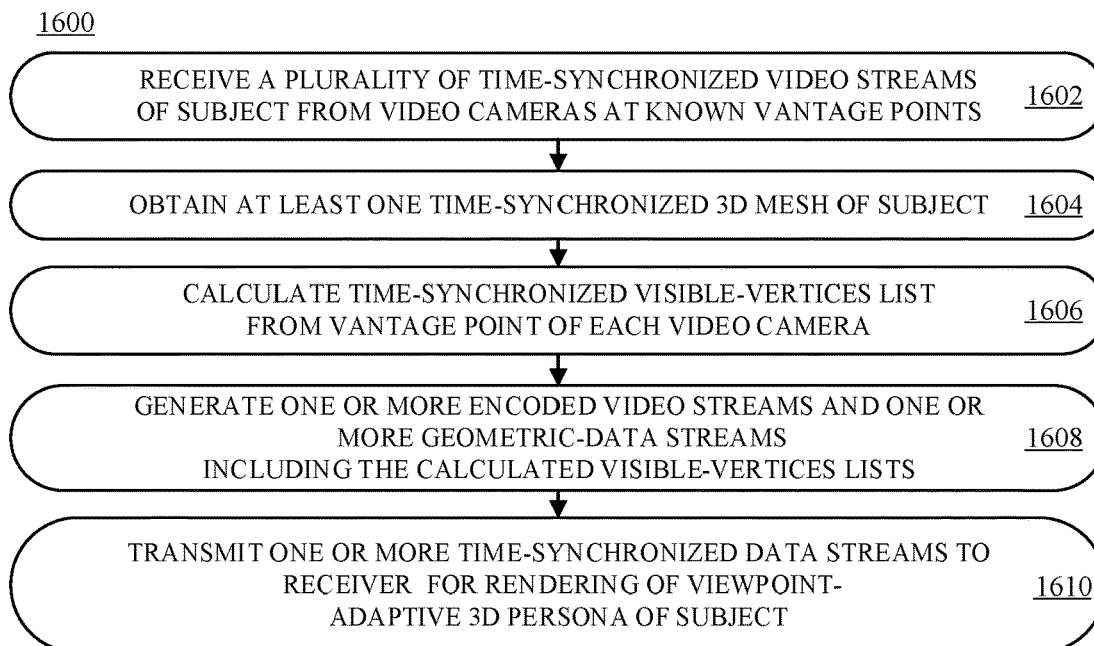 1600
RECEIVE A PLURALITY OF TIME-SYNCHRONIZED VIDEO STREAMS
OF SUBJECT FROM VIDEO CAMERAS AT KNOWN VANTAGE POINTS
1602
OBTAIN AT LEAST ONE TIME-SYNCHRONIZED 3D MESH OF SUBJECT
1604
CALCULATE TIME-SYNCHRONIZED VISIBLE-VERTICES LIST
FROM VANTAGE POINT OF EACH VIDEO CAMERA
1606
GENERATE ONE OR MORE ENCODED VIDEO STREAMS AND ONE OR
MORE GEOMETRIC-DATA STREAMS
INCLUDING THE CALCULATED VISIBLE-VERTICES LISTS
1608
TRANSMIT ONE OR MORE TIME-SYNCHRONIZED DATA STREAMS TO
RECEIVER FOR RENDERING OF VIEWPOINT-
ADAPTIVE 3D PERSONA OF SUBJECT
1610